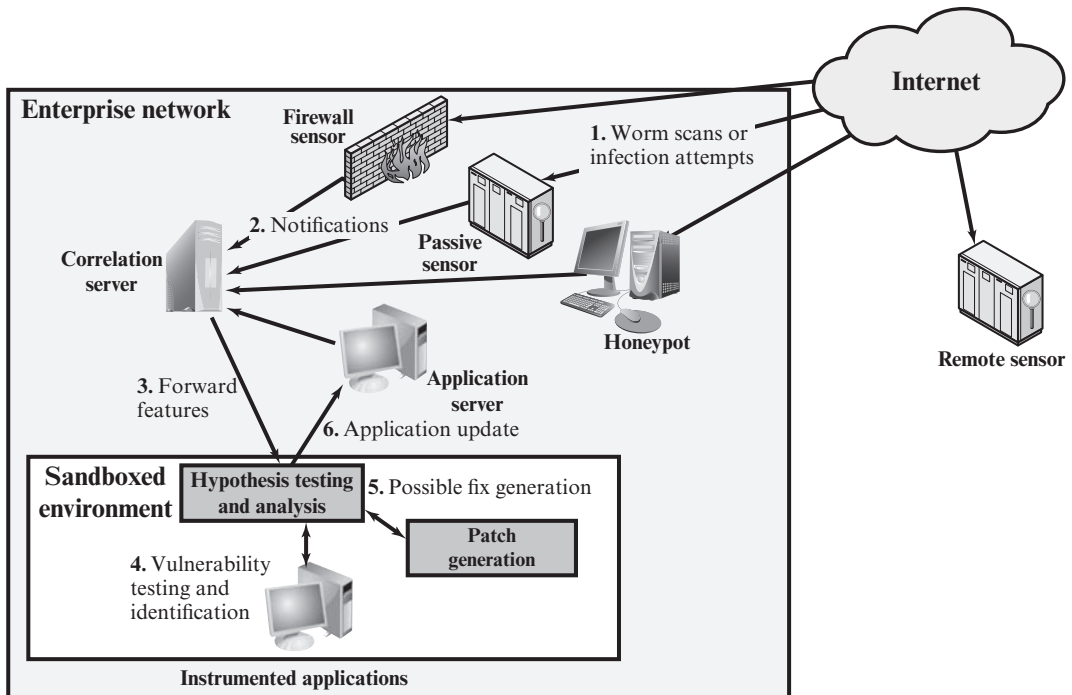 Internet
Enterprise network
Firewall
sensor
1. Worm scans or
infection attempts
2. Notifications
Correlation
server
Passive
sensor
Honeypot
Remote sensor
3. Forward
features
Application
server
6. Application update
Sandboxed
environment
Hypothesis testing
and analysis
5. Possible fix generation
Patch
generation
4. Vulnerability
testing and
identification
Instrumented applications